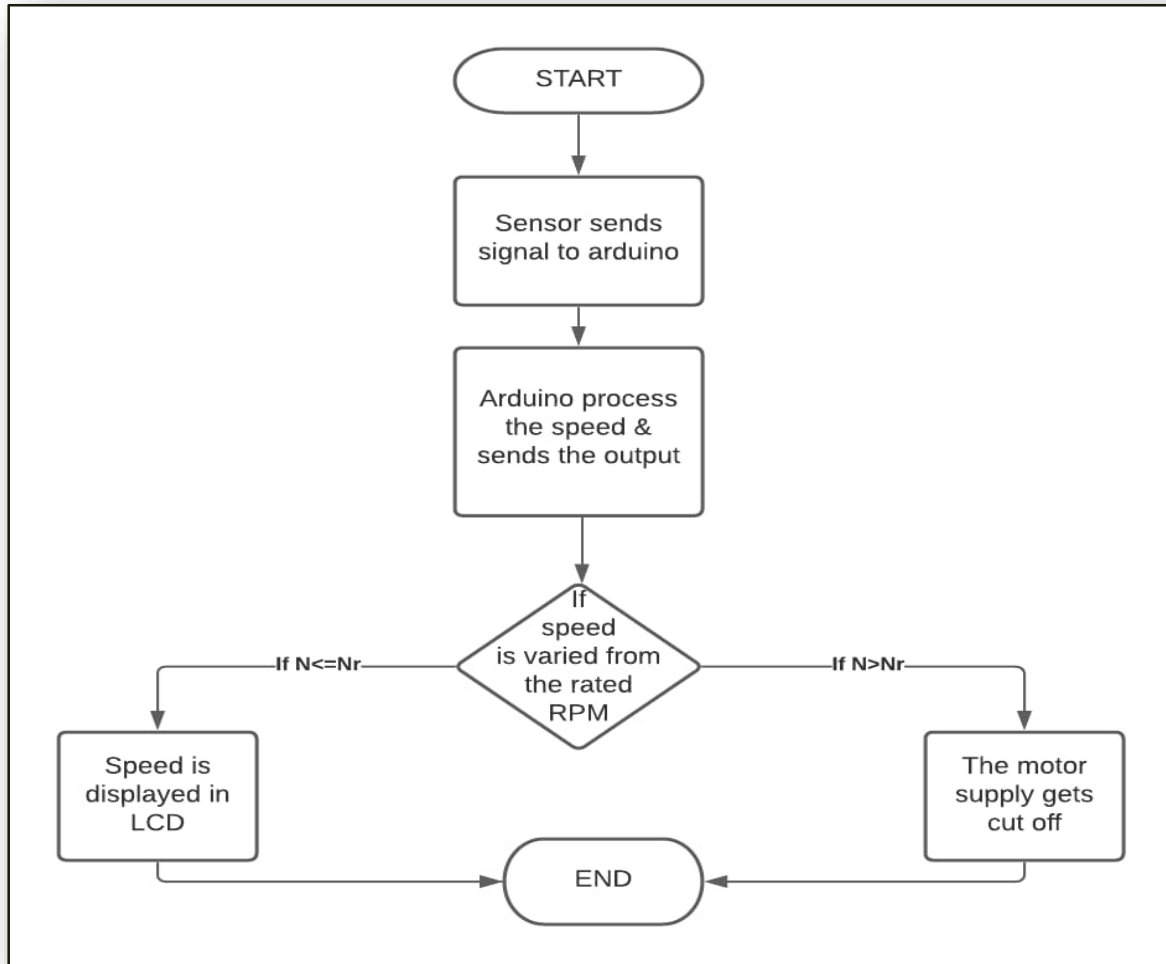 START
Sensor sends
signal to arduino
Arduino process
the speed &
sends the output
If
speed
is varied from
the rated
RPM
If N<=Nr
If N>Nr
Speed is
displayed in
LCD
The motor
supply gets
cut off
END